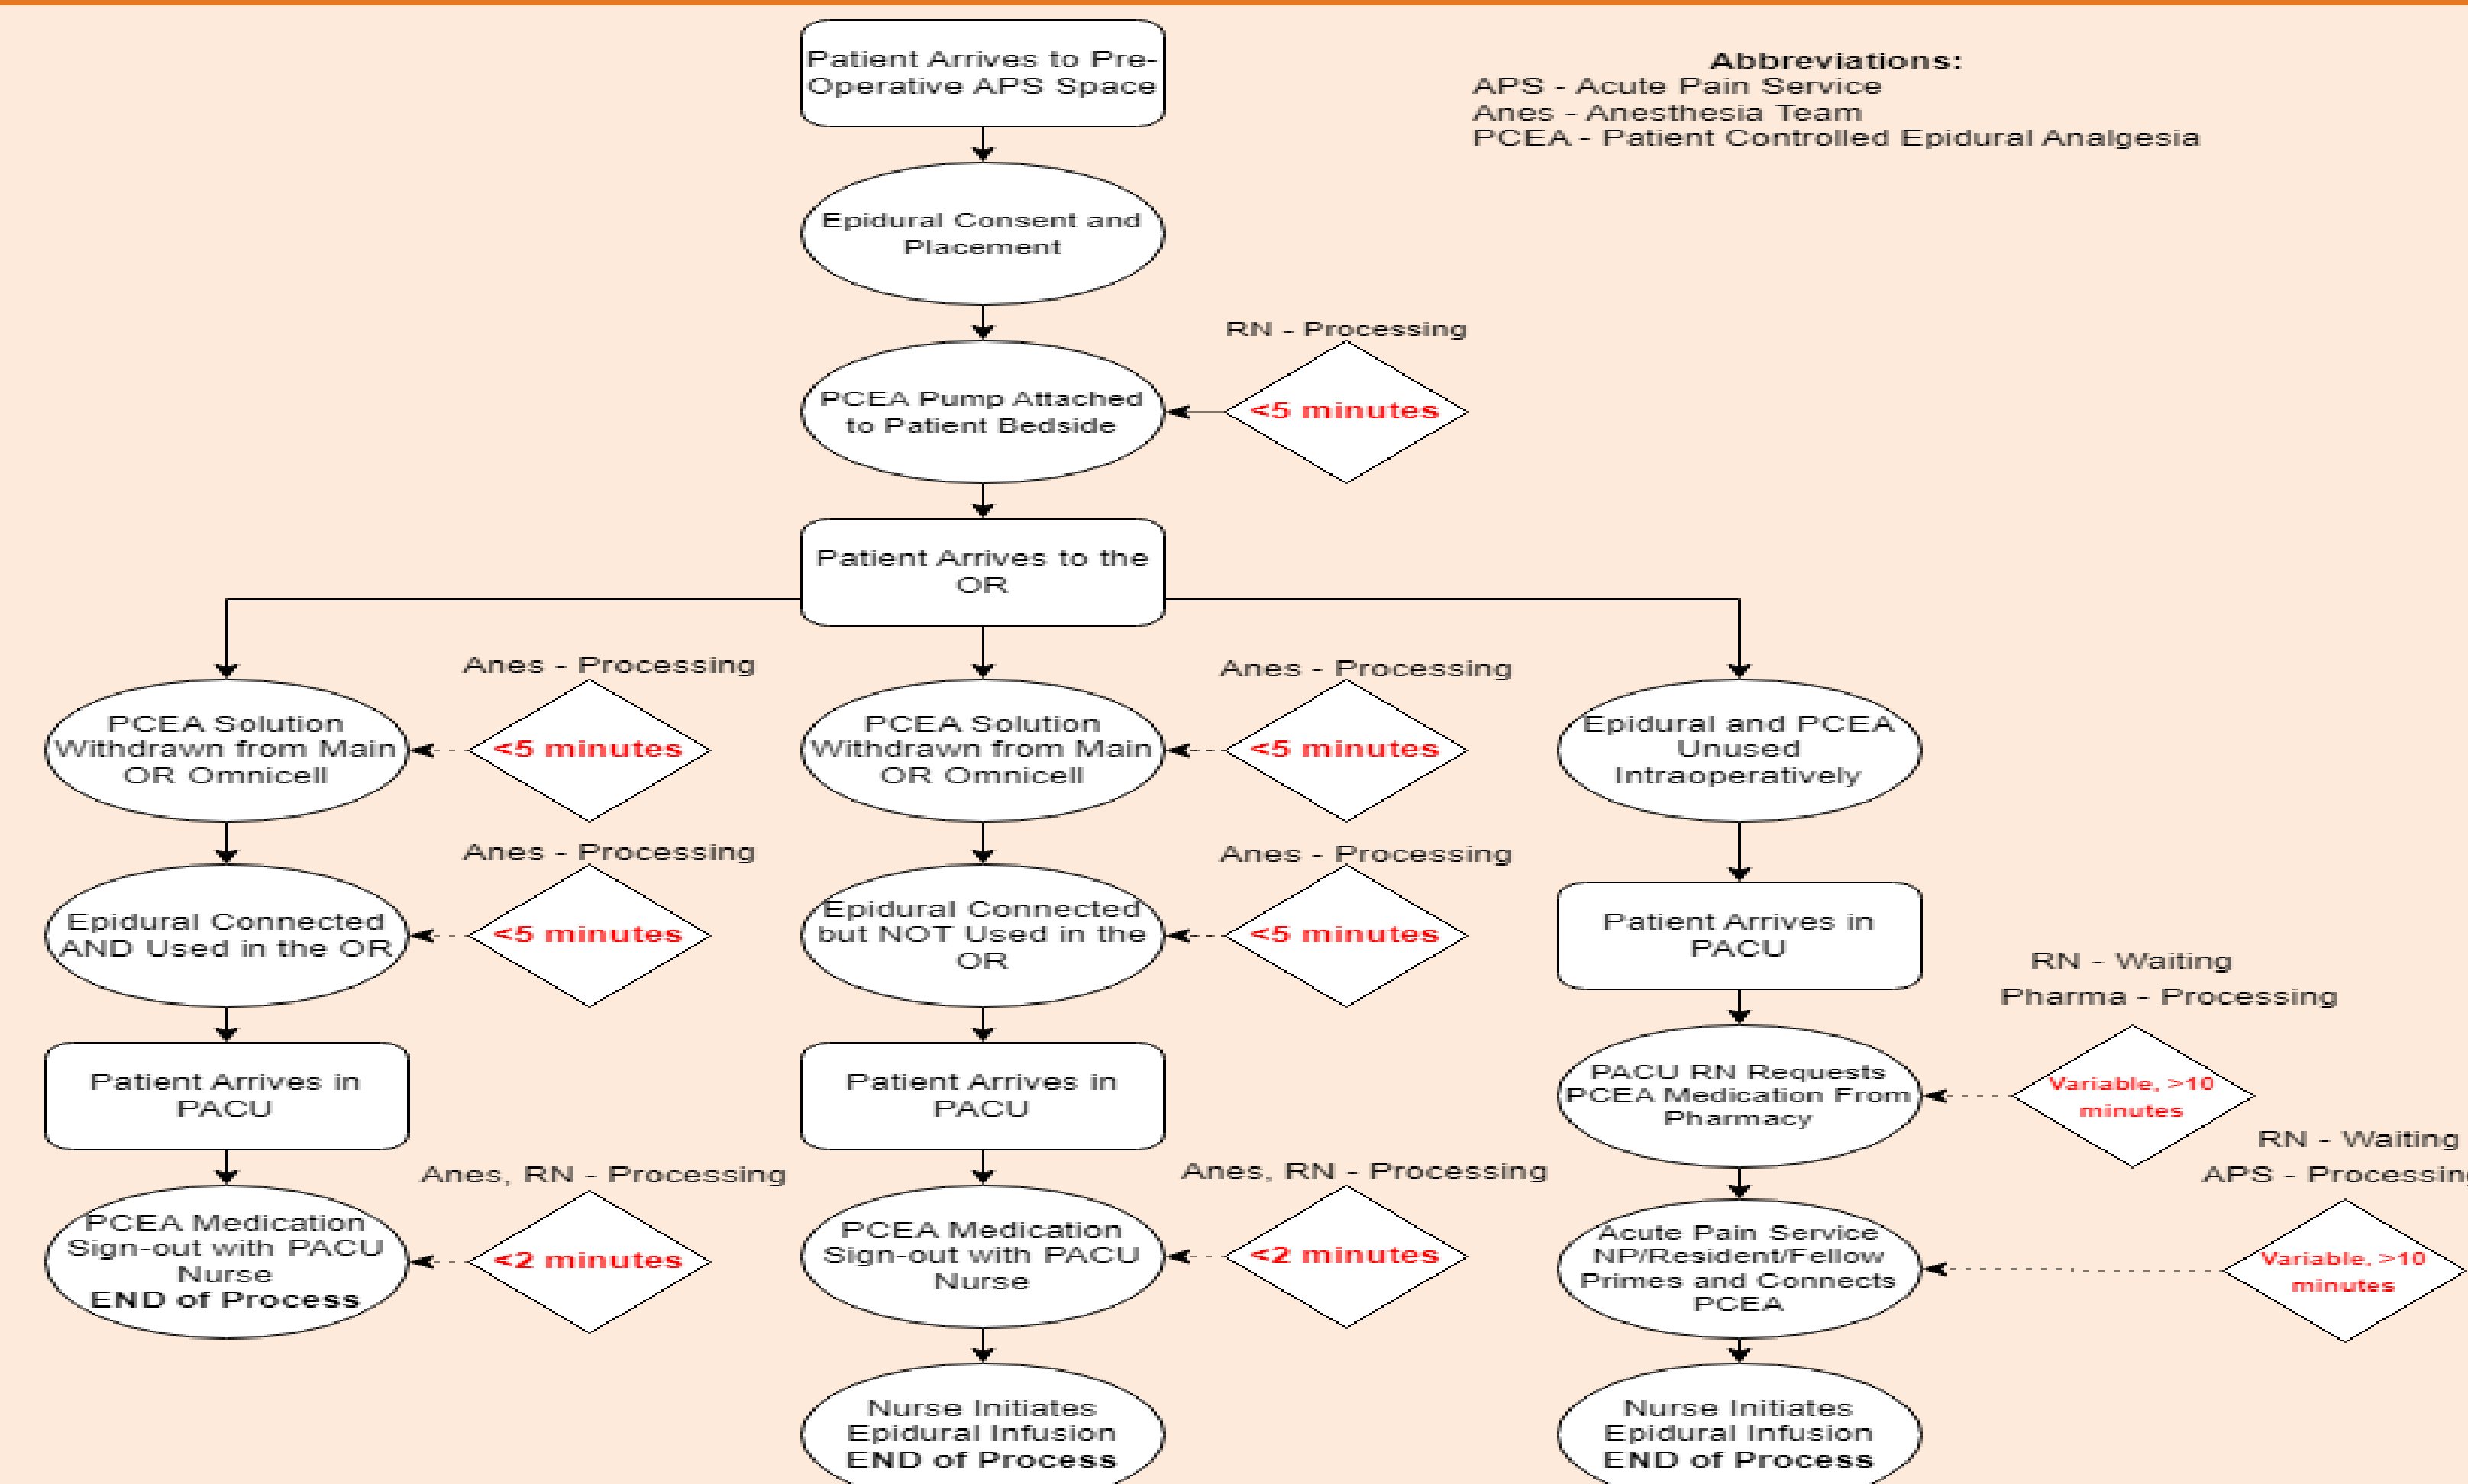 Patient Arrives to Pre-
Operative APS Space
Abbreviations:
APS - Acute Pain Service
Anes - Anesthesia Team
PCEA - Patient Controlled Epidural Analgesia
Epidural Consent and
Placement
RN - Processing
PCEA Pump Attached
to Patient Bedside
<5 minutes
Patient Arrives to the
OR
Anes - Processing
PCEA Solution
Withdrawn from Main
OR Omnicell
<5 minutes
Anes - Processing
Epidural Connected
AND Used in the OR
<5 minutes
Patient Arrives in
PACU
Anes, RN - Processing
PCEA Medication
Sign-out with PACU
Nurse
END of Process
<2 minutes
Anes - Processing
PCEA Solution
Withdrawn from Main
OR Omnicell
<5 minutes
Anes - Processing
Epidural Connected
but NOT Used in the
OR
<5 minutes
Patient Arrives in
PACU
Anes, RN - Processing
PCEA Medication
Sign-out with PACU
Nurse
<2 minutes
Nurse Initiates
Epidural Infusion
END of Process
Epidural and PCEA
Unused
Intraoperatively
Patient Arrives in
PACU
RN - Waiting
Pharma - Processing
PACU RN Requests
PCEA Medication From
Pharmacy
Variable, >10
minutes
RN - Waiting
APS - Processing
Acute Pain Service
NP/Resident/Fellow
Primes and Connects
PCEA
Variable, >10
minutes
Nurse Initiates
Epidural Infusion
END of Process